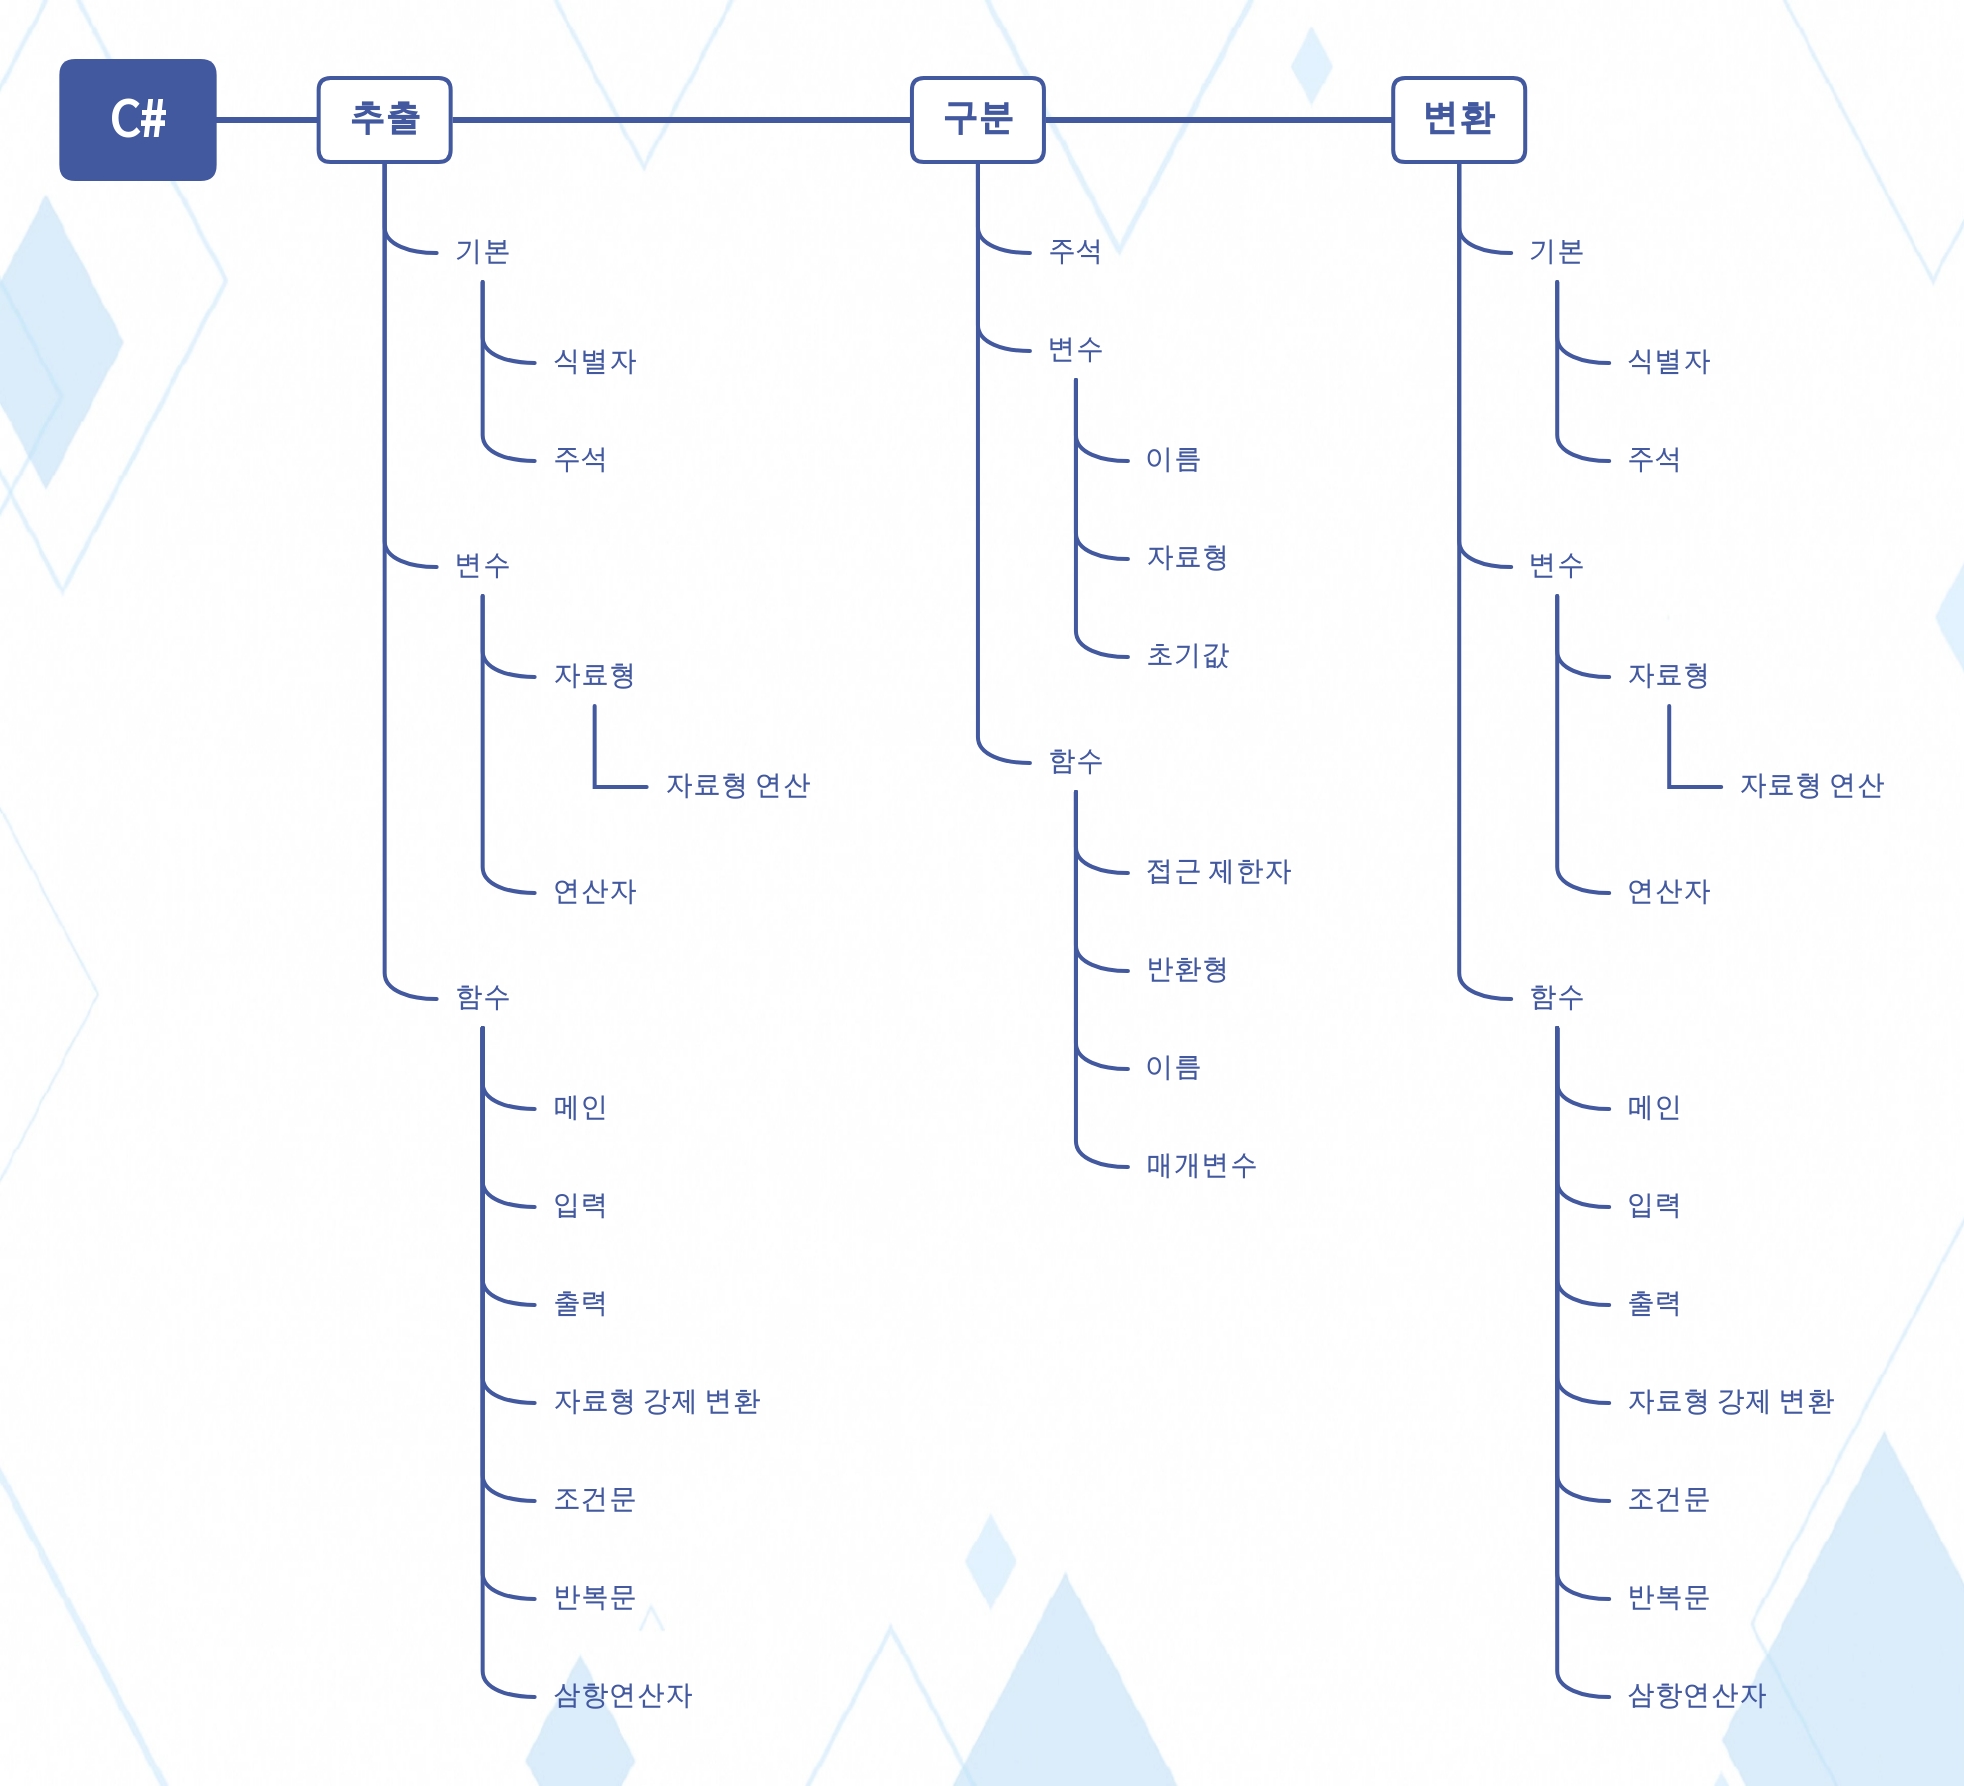 C#
추출
구분
변환
기본
식별자
주석
변수
자료형
자료형 연산
연산자
함수
메인
입력
출력
자료형 강제 변환
조건문
반복문
삼항연산자
주석
변수
이름
자료형
초기값
함수
접근 제한자
반환형
이름
매개변수
기본
식별자
주석
변수
자료형
자료형 연산
연산자
함수
메인
입력
출력
자료형 강제 변환
조건문
반복문
삼항연산자